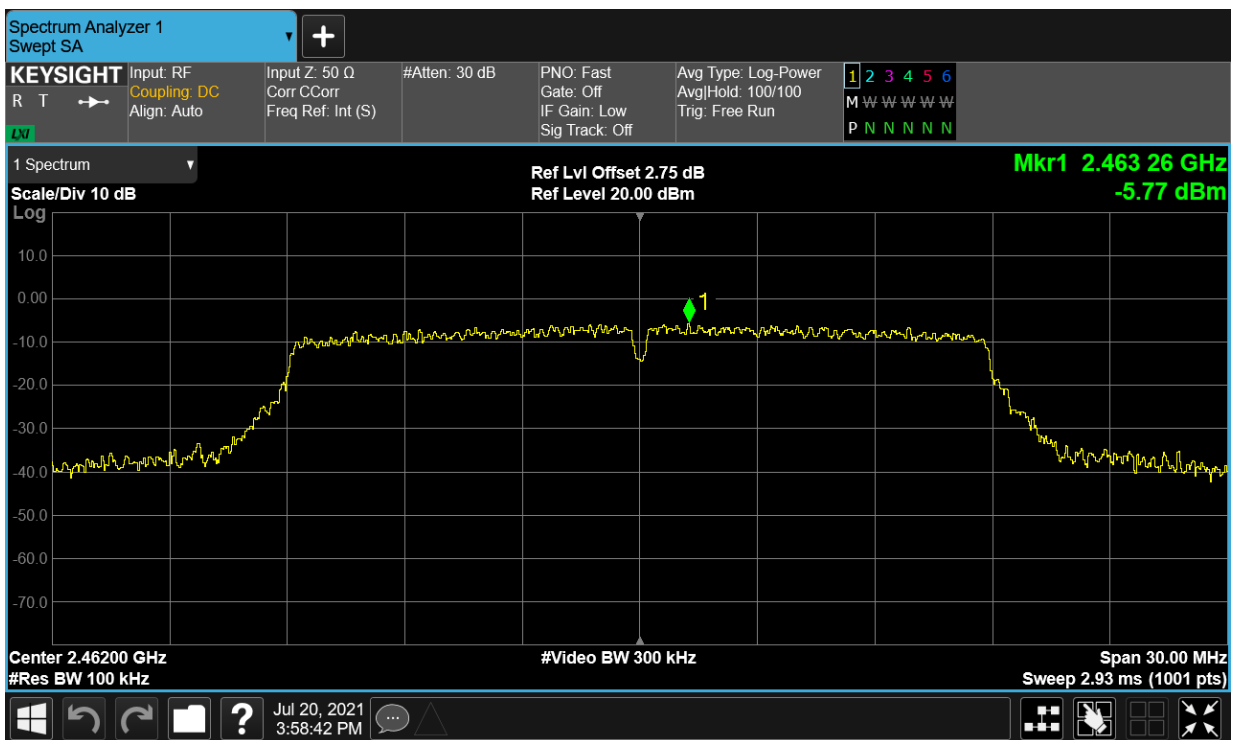 Spectrum Analyzer 1
Swept SA
KEYSIGHT
R T
LXI
Input: RF
Coupling: DC
Align: Auto
Input Z: 50 Ω
Corr CCorr
Freq Ref: Int (S)
#Atten: 30 dB
PNO: Fast
Gate: Off
IF Gain: Low
Sig Track: Off
Avg Type: Log-Power
Avg|Hold: 100/100
Trig: Free Run
1 2 3 4 5 6
M W W W W W
P N N N N N
1 Spectrum
Scale/Div 10 dB
Log
Ref Lvl Offset 2.75 dB
Ref Level 20.00 dBm
Mkr1 2.463 26 GHz
-5.77 dBm
10.0
0.00
-10.0
-20.0
-30.0
-40.0
-50.0
-60.0
-70.0
1
Center 2.46200 GHz
#Res BW 100 kHz
#Video BW 300 kHz
Span 30.00 MHz
Sweep 2.93 ms (1001 pts)
?
Jul 20, 2021
3:58:42 PM